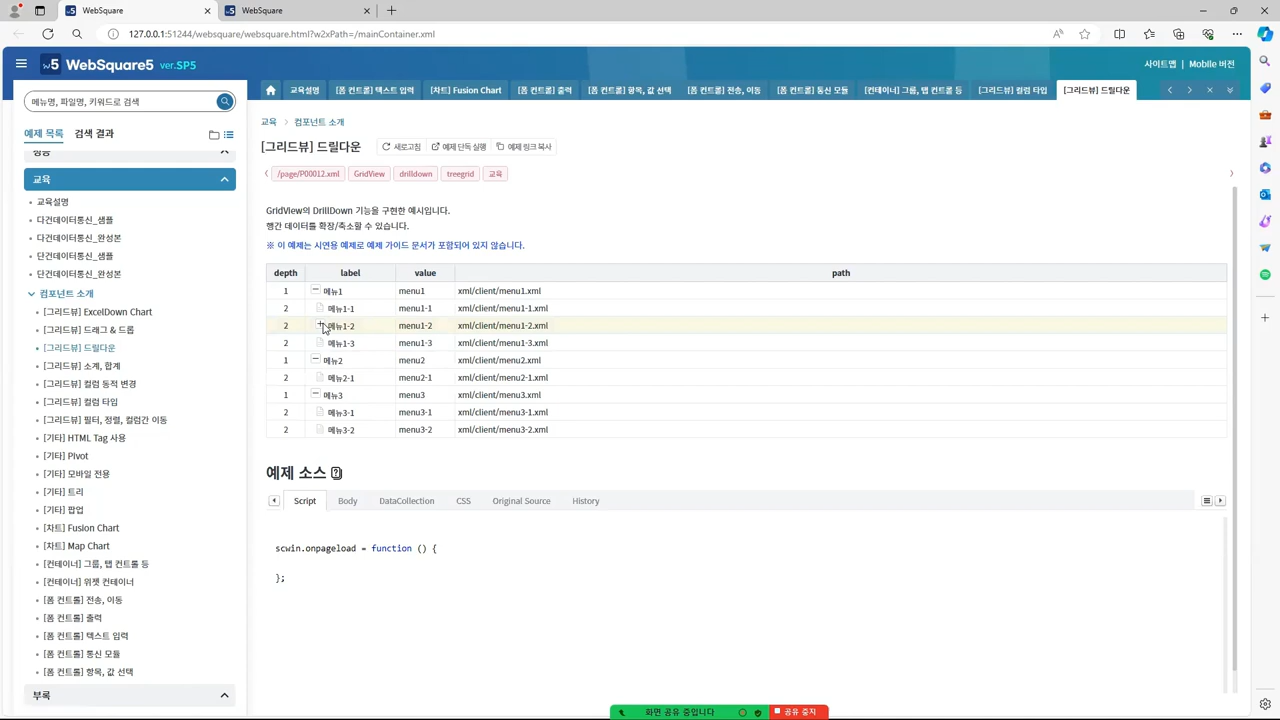 WebSquare
WebSquare
127.0.0.1:51244/websquare/websquare.html?w2xPath=/mainContainer.xml
w5 WebSquare5 ver.SP5
사이트맵 | Mobile 버전
교육설명 [폼 컨트롤] 텍스트 입력 [차트] Fusion Chart [폼 컨트롤] 출력 [폼 컨트롤] 항목, 값 선택 [폼 컨트롤] 전송, 이동 [폼 컨트롤] 통신 모듈 [컨테이너] 그룹, 탭 컨트롤 등 [그리드뷰] 컬럼 타입 [그리드뷰] 드릴다운
메뉴명, 파일명, 키워드로 검색
예제 목록 검색 결과
교육
교육설명
다건데이터통신_샘플
다건데이터통신_완성본
단건데이터통신_샘플
단건데이터통신_완성본
컴포넌트 소개
[그리드뷰] ExcelDown Chart
[그리드뷰] 드래그 & 드롭
[그리드뷰] 드릴다운
[그리드뷰] 소계, 합계
[그리드뷰] 컬럼 동적 변경
[그리드뷰] 컬럼 타입
[그리드뷰] 필터, 정렬, 컬럼간 이동
[기타] HTML Tag 사용
[기타] Pivot
[기타] 모바일 전용
[기타] 트리
[기타] 팝업
[차트] Fusion Chart
[차트] Map Chart
[컨테이너] 그룹, 탭 컨트롤 등
[컨테이너] 위젯 컨테이너
[폼 컨트롤] 전송, 이동
[폼 컨트롤] 출력
[폼 컨트롤] 텍스트 입력
[폼 컨트롤] 통신 모듈
[폼 컨트롤] 항목, 값 선택
부록
교육 > 컴포넌트 소개
[그리드뷰] 드릴다운 새로고침 예제 단독 실행 예제 링크 복사
/page/P00012.xml GridView drilldown treegrid 교육
GridView의 DrillDown 기능을 구현한 예시입니다.
행간 데이터를 확장/축소할 수 있습니다.
※ 이 예제는 시연용 예제로 예제 가이드 문서가 포함되어 있지 않습니다.
depth label value path
1 메뉴1 menu1 xml/client/menu1.xml
2 메뉴1-1 menu1-1 xml/client/menu1-1.xml
2 메뉴1-2 menu1-2 xml/client/menu1-2.xml
2 메뉴1-3 menu1-3 xml/client/menu1-3.xml
1 메뉴2 menu2 xml/client/menu2.xml
2 메뉴2-1 menu2-1 xml/client/menu2-1.xml
1 메뉴3 menu3 xml/client/menu3.xml
2 메뉴3-1 menu3-1 xml/client/menu3-1.xml
2 메뉴3-2 menu3-2 xml/client/menu3-2.xml
예제 소스
Script Body DataCollection CSS Original Source History
scwin.onpageload = function () {
};
화면 공유 중입니다 공유 중지